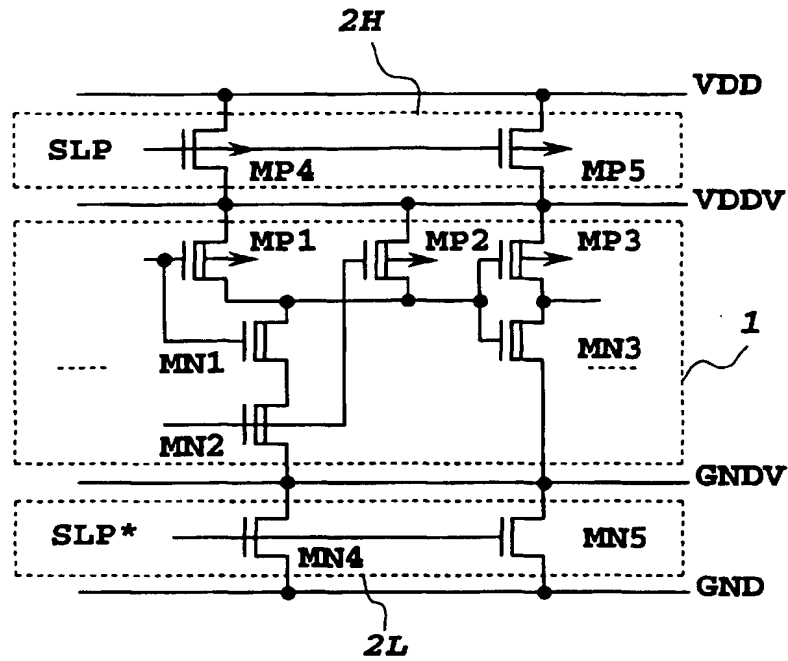 2H
VDD
SLP
MP4
MP5
VDDV
MP1
MP2
MP3
1
MN1
MN3
MN2
GNDV
SLP*
MN4
MN5
GND
2L